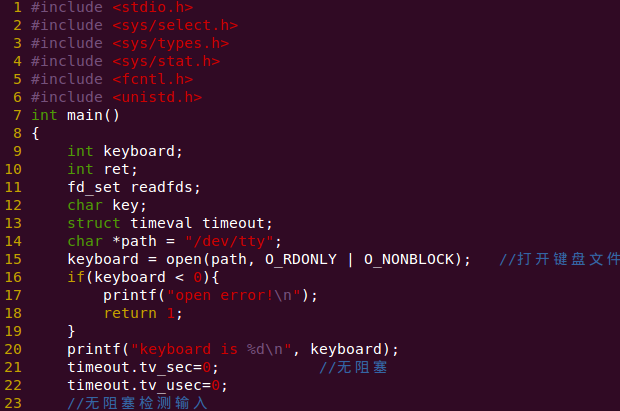 1 #include <stdio.h>
2 #include <sys/select.h>
3 #include <sys/types.h>
4 #include <sys/stat.h>
5 #include <fcntl.h>
6 #include <unistd.h>
7 int main()
8 {
9     int keyboard;
10     int ret;
11     fd_set readfds;
12     char key;
13     struct timeval timeout;
14     char *path = "/dev/tty";
15     keyboard = open(path, O_RDONLY | O_NONBLOCK);   //打开键盘文件
16     if(keyboard < 0){
17         printf("open error!\n");
18         return 1;
19     }
20     printf("keyboard is %d\n", keyboard);
21     timeout.tv_sec=0;           //无阻塞
22     timeout.tv_usec=0;
23     //无阻塞检测输入